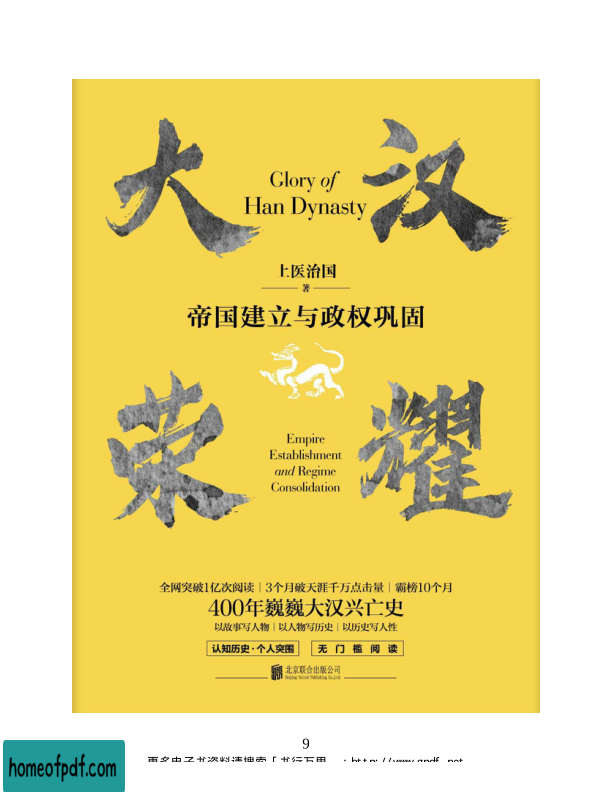 大汉
Glory of
Han Dynasty
上医治国
著
帝国建立与政权巩固
荣耀
Empire
Establishment
and Regime
Consolidation
全网突破1亿次阅读|3个月破天涯千万点击量|霸榜10个月
400年巍巍大汉兴亡史
以故事写人物|以人物写历史|以历史写人性
认知历史·个人突围 无门槛阅读
北京联合出版公司
Beijing United Publishing Co.,Ltd.
9
homeofpdf.com